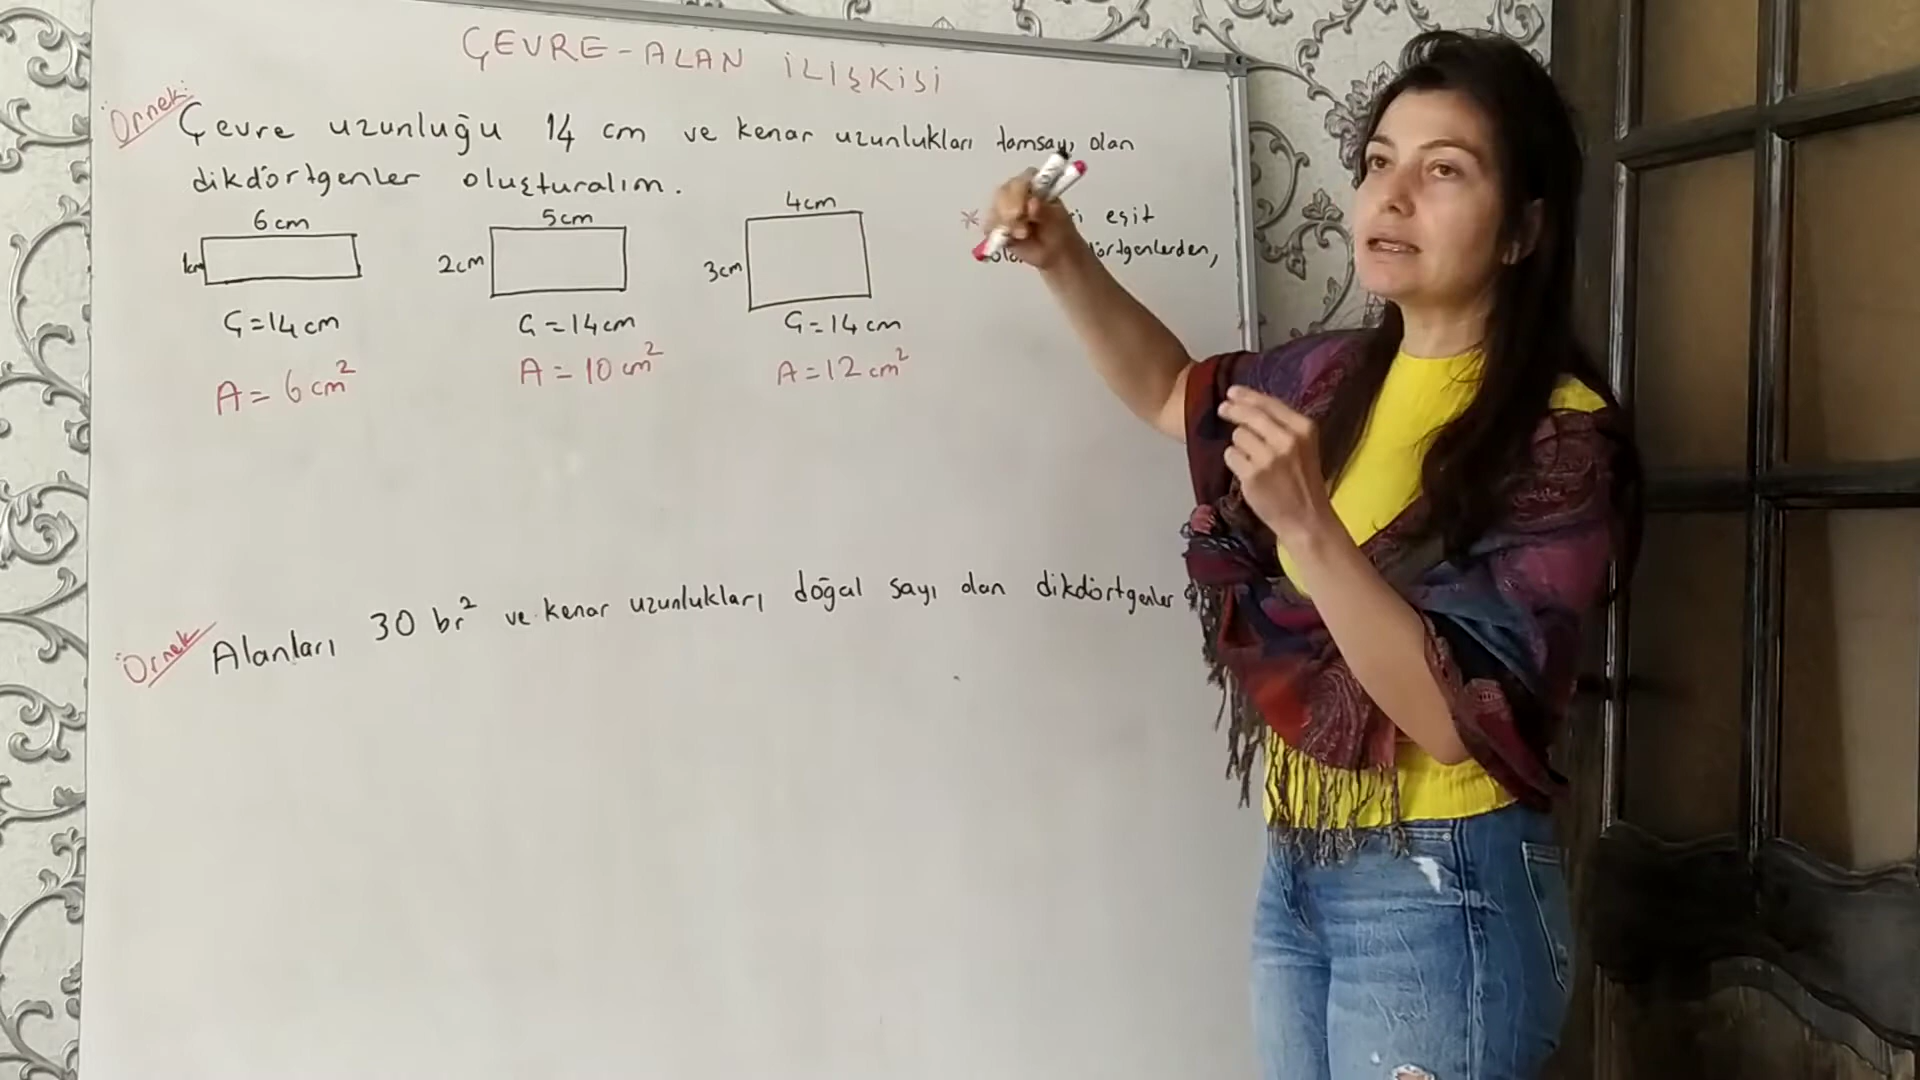 ÇEVRE-ALAN İLİŞKİSİ
Örnek: Çevre uzunluğu 14 cm ve kenar uzunlukları tamsayı olan
dikdörtgenler oluşturalım.
6cm
1cm
Ç=14cm
A=6cm²
5cm
2cm
Ç=14cm
A=10cm²
4cm
3cm
Ç=14cm
A=12cm²
* eşit
Örnek Alanları 30 br² ve kenar uzunlukları doğal sayı olan dikdörtgenler